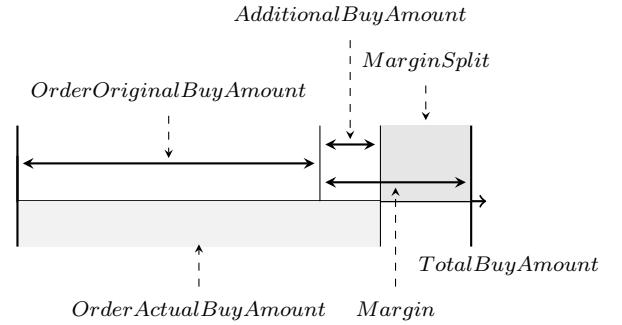 AdditionalBuyAmount
MarginSplit
OrderOriginalBuyAmount
TotalBuyAmount
OrderActualBuyAmount
Margin